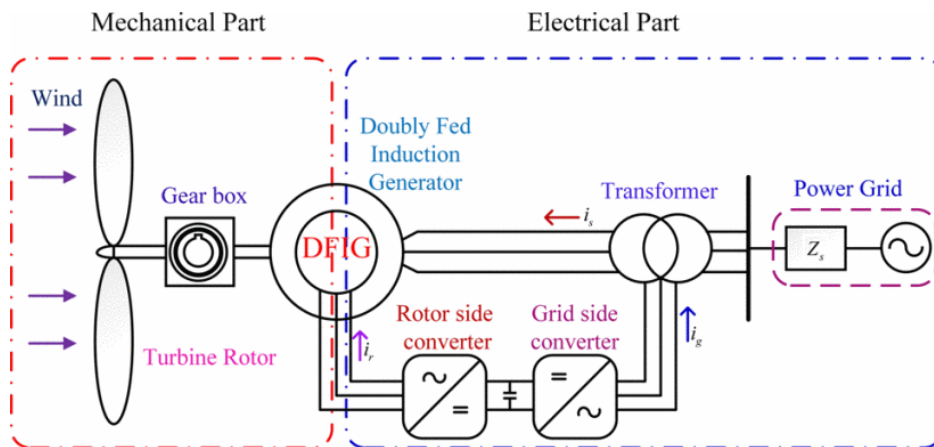 Mechanical Part
Electrical Part
Wind
Doubly Fed
Induction
Generator
Gear box
Transformer
Power Grid
i_s
DFIG
Z_s
Rotor side
converter
Grid side
converter
i_r
i_g
Turbine Rotor